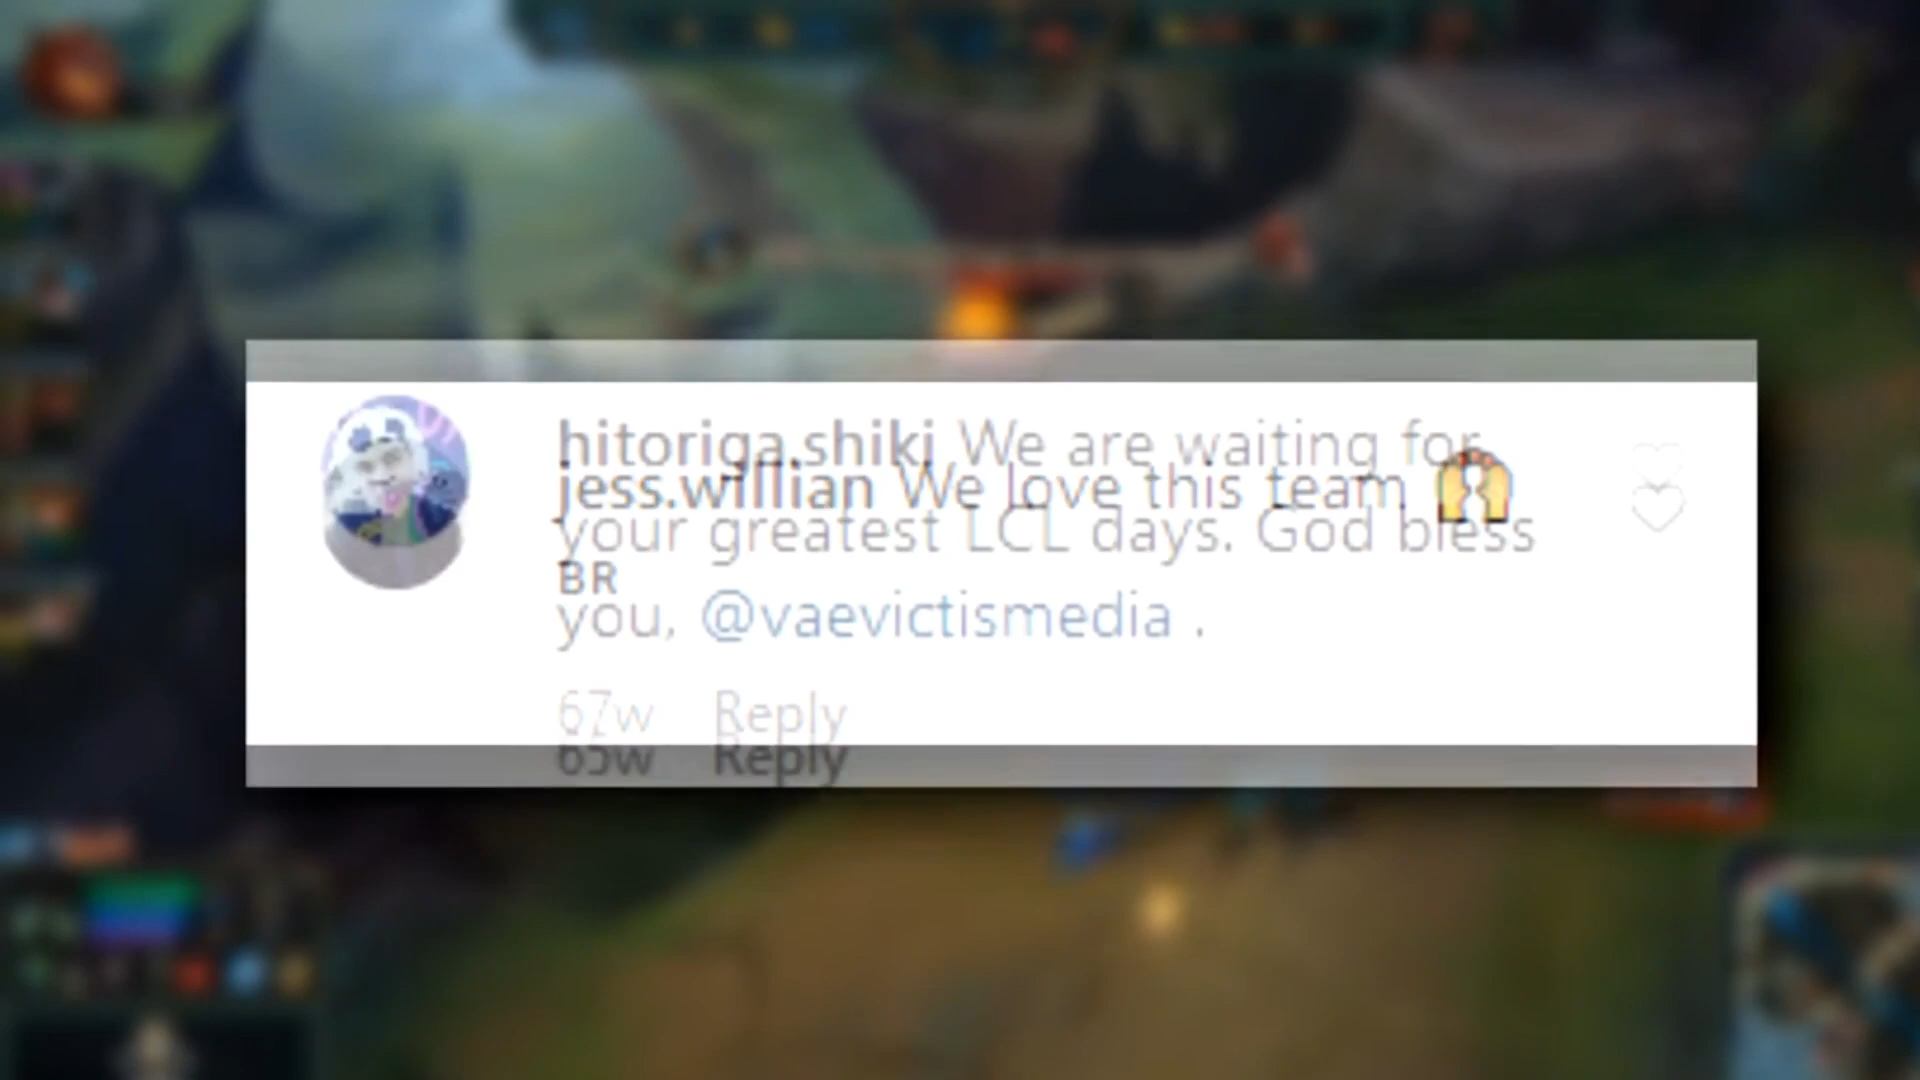 hitoriga.shiki We are waiting for
jess.willian We love this team 🙌
your greatest LCL days. God bless
BR
you, @vaevictismedia .
67w Reply
65w Reply